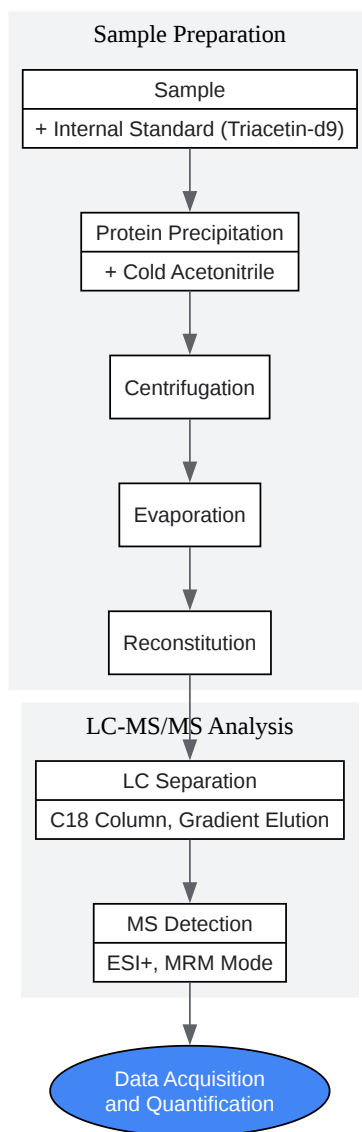 Sample Preparation
Sample
+ Internal Standard (Triacetin-d9)
Protein Precipitation
+ Cold Acetonitrile
Centrifugation
Evaporation
Reconstitution
LC-MS/MS Analysis
LC Separation
C18 Column, Gradient Elution
MS Detection
ESI+, MRM Mode
Data Acquisition
and Quantification